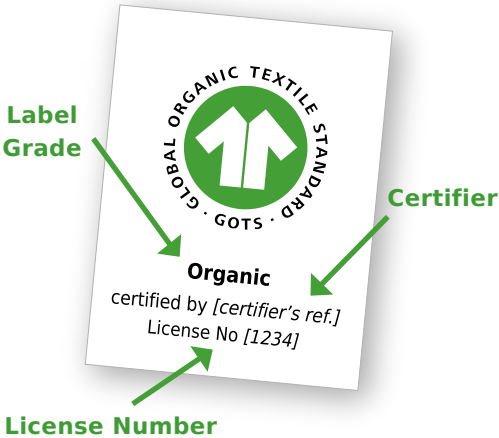 GLOBAL ORGANIC TEXTILE STANDARD · GOTS ·
Label
Grade
Certifier
Organic
certified by [certifier’s ref.]
License No [1234]
License Number